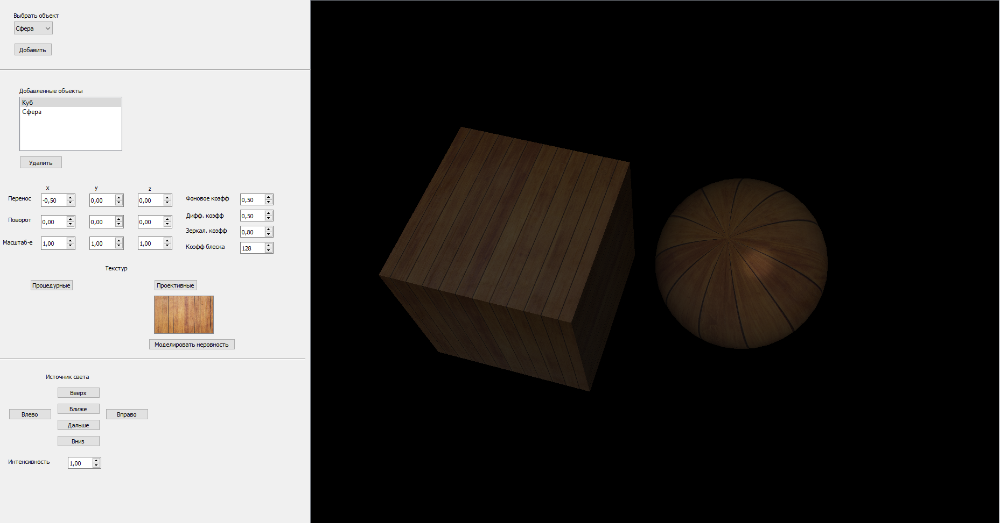 Выбрать объект
Сфера
Добавить
Добавленные объекты
Куб
Сфера
Удалить
x y z
Перенос -0,50 0,00 0,00 Фоновое коэфф 0,50
Дифф. коэфф 0,50
Поворот 0,00 0,00 0,00
Зеркал. коэфф 0,80
Масштаб-е 1,00 1,00 1,00
Коэфф блеска 128
Текстур
Процедурные Проективные
Моделировать неровность
Источник света
Вверх
Ближе
Влево Вправо
Дальше
Вниз
Интенсивность 1,00